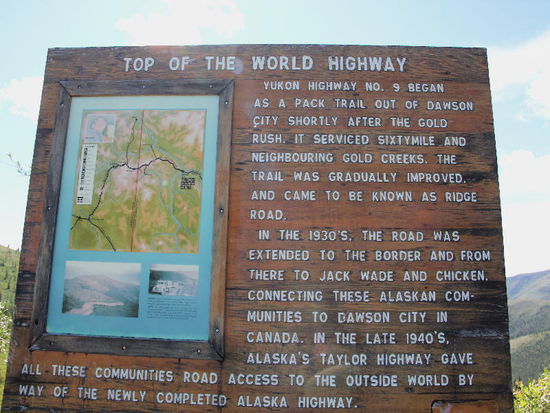 TOP OF THE WORLD HIGHWAY
YUKON HIGHWAY NO. 9 BEGAN
AS A PACK TRAIL OUT OF DAWSON
CITY SHORTLY AFTER THE GOLD
RUSH. IT SERVICED SIXTYMILE AND
NEIGHBOURING GOLD CREEKS. THE
TRAIL WAS GRADUALLY IMPROVED,
AND CAME TO BE KNOWN AS RIDGE
ROAD.
IN THE 1930'S, THE ROAD WAS
EXTENDED TO THE BORDER AND FROM
THERE TO JACK WADE AND CHICKEN,
CONNECTING THESE ALASKAN COM-
MUNITIES TO DAWSON CITY IN
CANADA. IN THE LATE 1940'S,
ALASKA'S TAYLOR HIGHWAY GAVE
ALL THESE COMMUNITIES ROAD ACCESS TO THE OUTSIDE WORLD BY
WAY OF THE NEWLY COMPLETED ALASKA HIGHWAY.